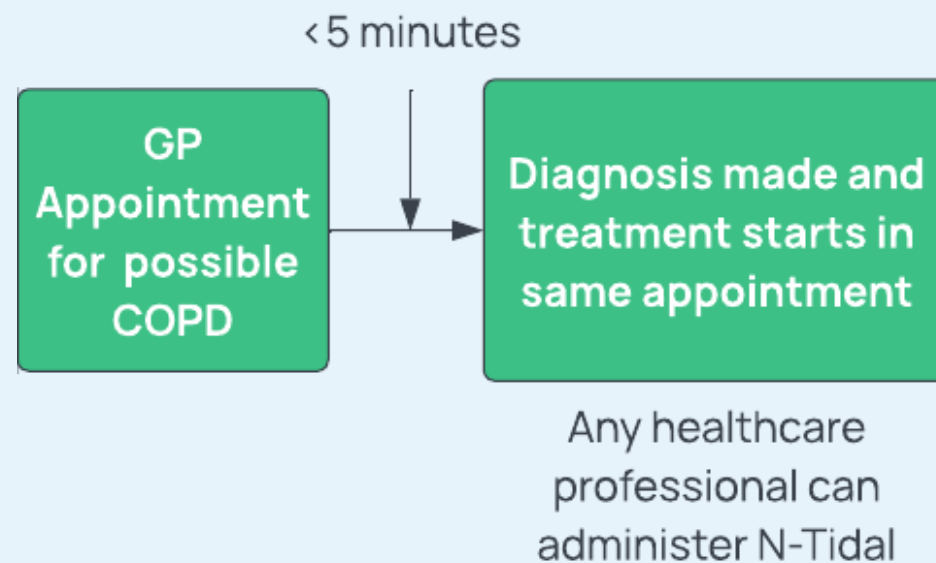 <5 minutes
GP
Appointment
for possible
COPD
Diagnosis made and
treatment starts in
same appointment
Any healthcare
professional can
administer N-Tidal